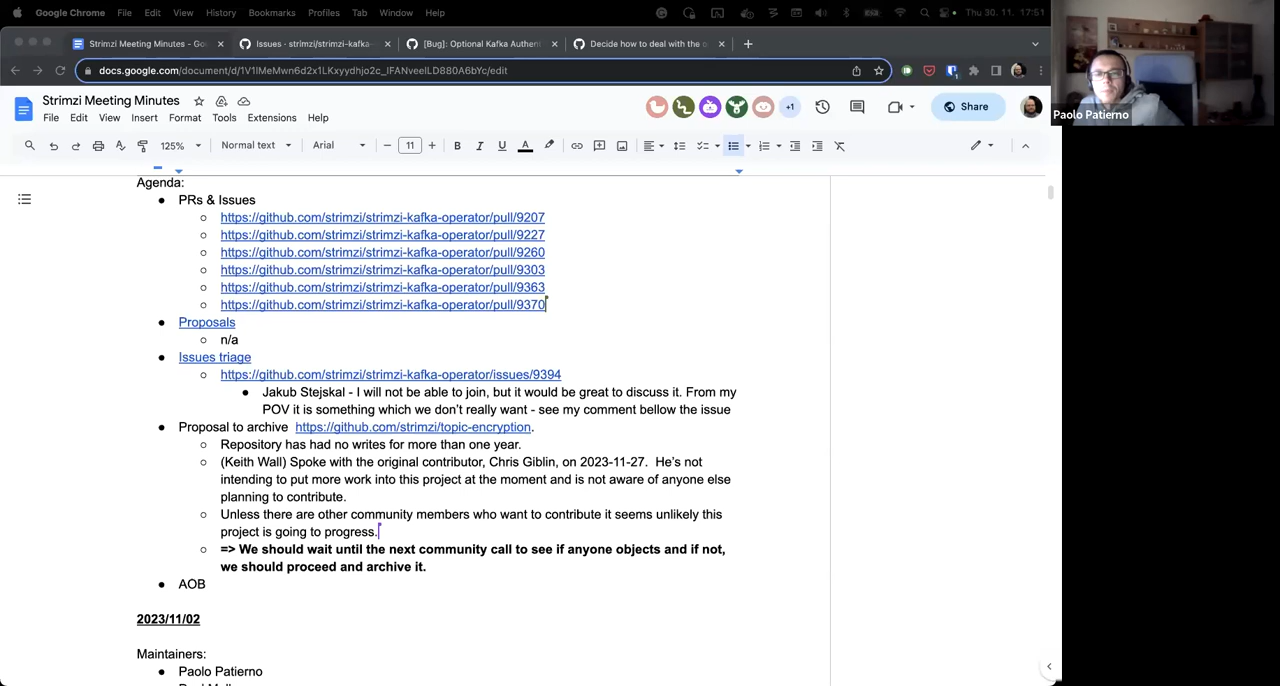 Google Chrome File Edit View History Bookmarks Profiles Tab Window Help Thu 30. 11. 17:51
Strimzi Meeting Minutes - Go
Issues · strimzi/strimzi-kafka-
[Bug]: Optional Kafka Authent
Decide how to deal with the o
docs.google.com/document/d/
Strimzi Meeting Minutes
File Edit View Insert Format Tools Extensions Help
+1
Share
125% Normal text Arial 11 B I U A
Paolo Patierno
Agenda:
● PRs & Issues
○ https://github.com/strimzi/strimzi-kafka-operator/pull/9207
○ https://github.com/strimzi/strimzi-kafka-operator/pull/9227
○ https://github.com/strimzi/strimzi-kafka-operator/pull/9260
○ https://github.com/strimzi/strimzi-kafka-operator/pull/9303
○ https://github.com/strimzi/strimzi-kafka-operator/pull/9363
○ https://github.com/strimzi/strimzi-kafka-operator/pull/9370
● Proposals
○ n/a
● Issues triage
○ https://github.com/strimzi/strimzi-kafka-operator/issues/9394
● Jakub Stejskal - I will not be able to join, but it would be great to discuss it. From my
POV it is something which we don't really want - see my comment bellow the issue
● Proposal to archive https://github.com/strimzi/topic-encryption.
○ Repository has had no writes for more than one year.
○ (Keith Wall) Spoke with the original contributor, Chris Giblin, on 2023-11-27. He's not
intending to put more work into this project at the moment and is not aware of anyone else
planning to contribute.
○ Unless there are other community members who want to contribute it seems unlikely this
project is going to progress.
○ => We should wait until the next community call to see if anyone objects and if not,
we should proceed and archive it.
● AOB
2023/11/02
Maintainers:
● Paolo Patierno